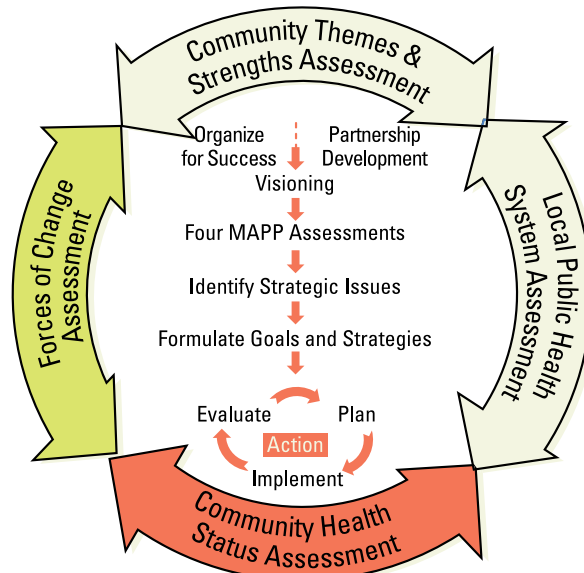 Community Themes &
Strengths Assessment
Organize
for Success
Partnership
Development
Visioning
Four MAPP Assessments
Identify Strategic Issues
Formulate Goals and Strategies
Evaluate
Plan
Action
Implement
Forces of Change
Assessment
Local Public Health
System Assessment
Community Health
Status Assessment